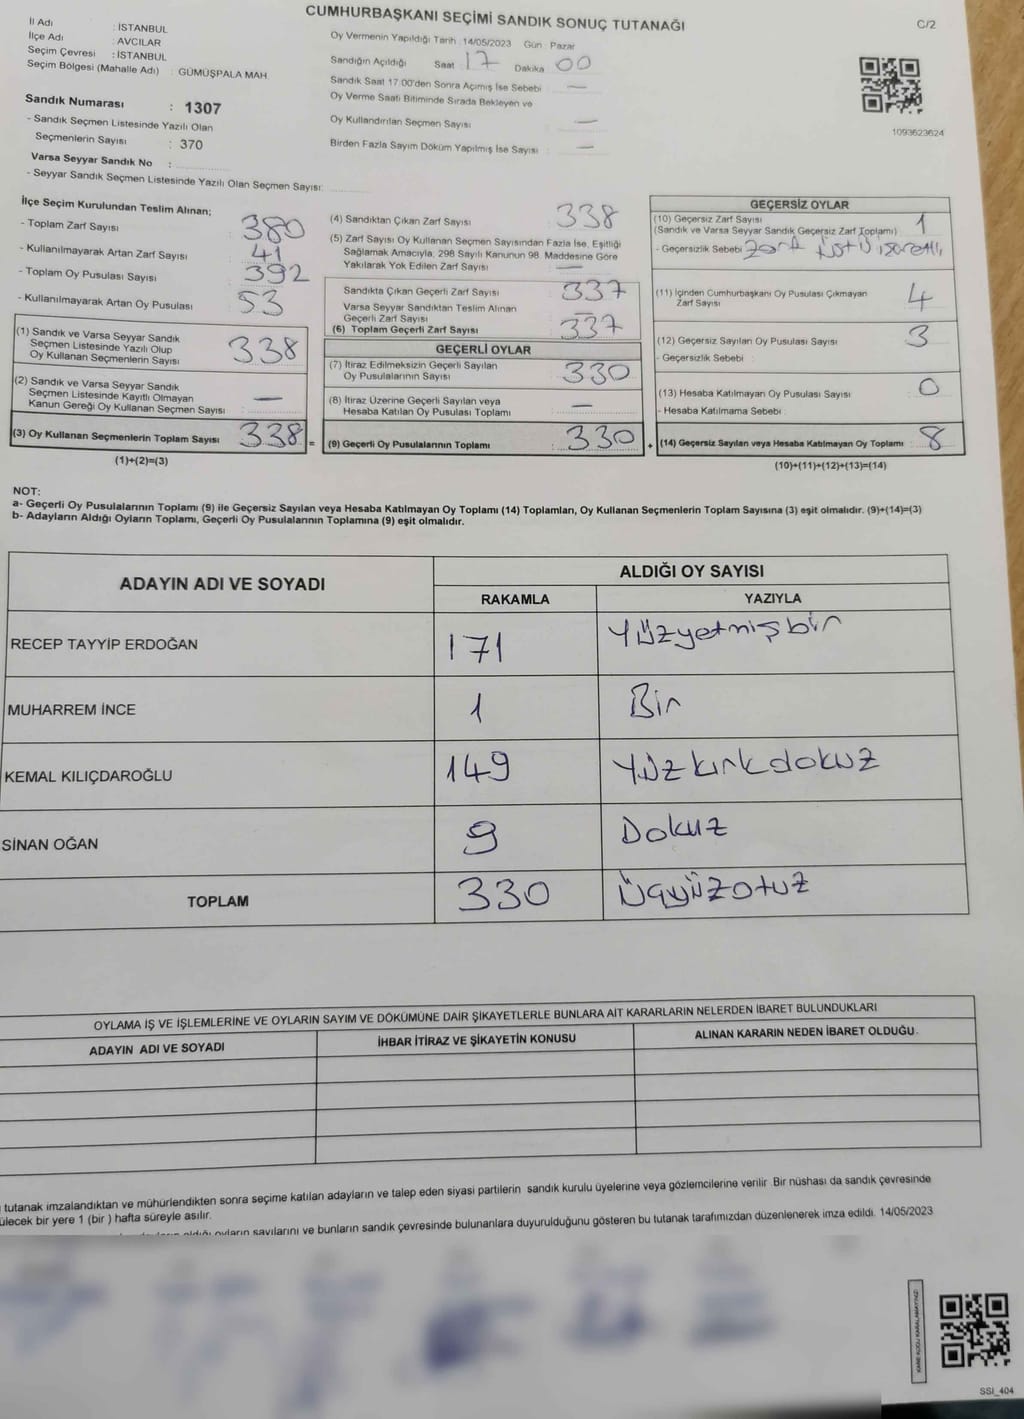 CUMHURBAŞKANI SEÇİMİ SANDIK SONUÇ TUTANAĞI
C/2
İl Adı : İSTANBUL
İlçe Adı : AVCILAR
Seçim Çevresi : İSTANBUL
Seçim Bölgesi (Mahalle Adı) : GÜMÜŞPALA MAH.
Sandık Numarası : 1307
- Sandık Seçmen Listesinde Yazılı Olan
Seçmenlerin Sayısı : 370
Varsa Seyyar Sandık No :
- Seyyar Sandık Seçmen Listesinde Yazılı Olan Seçmen Sayısı:
Oy Vermenin Yapıldığı Tarih : 14/05/2023 Gün : Pazar
Sandığın Açıldığı Saat 17 Dakika 00
Sandık Saat 17.00'den Sonra Açımış İse Sebebi —
Oy Verme Saati Bitiminde Sırada Bekleyen ve
Oy Kullandırılan Seçmen Sayısı : —
Birden Fazla Sayım Döküm Yapılmış İse Sayısı : —
1093623624
İlçe Seçim Kurulundan Teslim Alınan;
- Toplam Zarf Sayısı : 380
- Kullanılmayarak Artan Zarf Sayısı : 41
- Toplam Oy Pusulası Sayısı : 392
- Kullanılmayarak Artan Oy Pusulası : 53
(1) Sandık ve Varsa Seyyar Sandık
Seçmen Listesinde Yazılı Olup
Oy Kullanan Seçmenlerin Sayısı : 338
(2) Sandık ve Varsa Seyyar Sandık
Seçmen Listesinde Kayıtlı Olmayan
Kanun Gereği Oy Kullanan Seçmen Sayısı : —
(3) Oy Kullanan Seçmenlerin Toplam Sayısı : 338 =
(1)+(2)=(3)
(4) Sandıktan Çıkan Zarf Sayısı 338
(5) Zarf Sayısı Oy Kullanan Seçmen Sayısından Fazla İse, Eşitliği
Sağlamak Amacıyla, 298 Sayılı Kanunun 98. Maddesine Göre
Yakılarak Yok Edilen Zarf Sayısı : —
Sandıkta Çıkan Geçerli Zarf Sayısı : 337
Varsa Seyyar Sandıktan Teslim Alınan
Geçerli Zarf Sayısı : —
(6) Toplam Geçerli Zarf Sayısı : 337
GEÇERLİ OYLAR
(7) İtiraz Edilmeksizin Geçerli Sayılan
Oy Pusulalarının Sayısı : 330
(8) İtiraz Üzerine Geçerli Sayılan veya
Hesaba Katılan Oy Pusulası Toplamı : —
(9) Geçerli Oy Pusulalarının Toplamı : 330 +
GEÇERSİZ OYLAR
(10) Geçersiz Zarf Sayısı
(Sandık ve Varsa Seyyar Sandık Geçersiz Zarf Toplamı) : 1
- Geçersizlik Sebebi : Zarf üstü işaretli
(11) İçinden Cumhurbaşkanı Oy Pusulası Çıkmayan
Zarf Sayısı 4
(12) Geçersiz Sayılan Oy Pusulası Sayısı : 3
- Geçersizlik Sebebi :
(13) Hesaba Katılmayan Oy Pusulası Sayısı : 0
- Hesaba Katılmama Sebebi :
(14) Geçersiz Sayılan veya Hesaba Katılmayan Oy Toplamı : 8
(10)+(11)+(12)+(13)=(14)
NOT:
a- Geçerli Oy Pusulalarının Toplamı (9) ile Geçersiz Sayılan veya Hesaba Katılmayan Oy Toplamı (14) Toplamları, Oy Kullanan Seçmenlerin Toplam Sayısına (3) eşit olmalıdır. (9)+(14)=(3)
b- Adayların Aldığı Oyların Toplamı, Geçerli Oy Pusulalarının Toplamına (9) eşit olmalıdır.
ADAYIN ADI VE SOYADI
ALDIĞI OY SAYISI
RAKAMLA YAZIYLA
RECEP TAYYİP ERDOĞAN 171 Yüzyetmişbir
MUHARREM İNCE 1 Bir
KEMAL KILIÇDAROĞLU 149 Yüzkırkdokuz
SİNAN OĞAN 9 Dokuz
TOPLAM 330 Üçyüzotuz
OYLAMA İŞ VE İŞLEMLERİNE VE OYLARIN SAYIM VE DÖKÜMÜNE DAİR ŞİKAYETLERLE BUNLARA AİT KARARLARIN NELERDEN İBARET BULUNDUKLARI
ADAYIN ADI VE SOYADI İHBAR İTİRAZ VE ŞİKAYETİN KONUSU ALINAN KARARIN NEDEN İBARET OLDUĞU.
tutanak imzalandıktan ve mühürlendikten sonra seçime katılan adayların ve talep eden siyasi partilerin sandık kurulu üyelerine veya gözlemcilerine verilir. Bir nüshası da sandık çevresinde
bir yere 1 (bir ) hafta süreyle asılır.
aldığı oyların sayılarını ve bunların sandık çevresinde bulunanlara duyurulduğunu gösteren bu tutanak tarafımızdan düzenlenerek imza edildi. 14/05/2023
SSİ_404